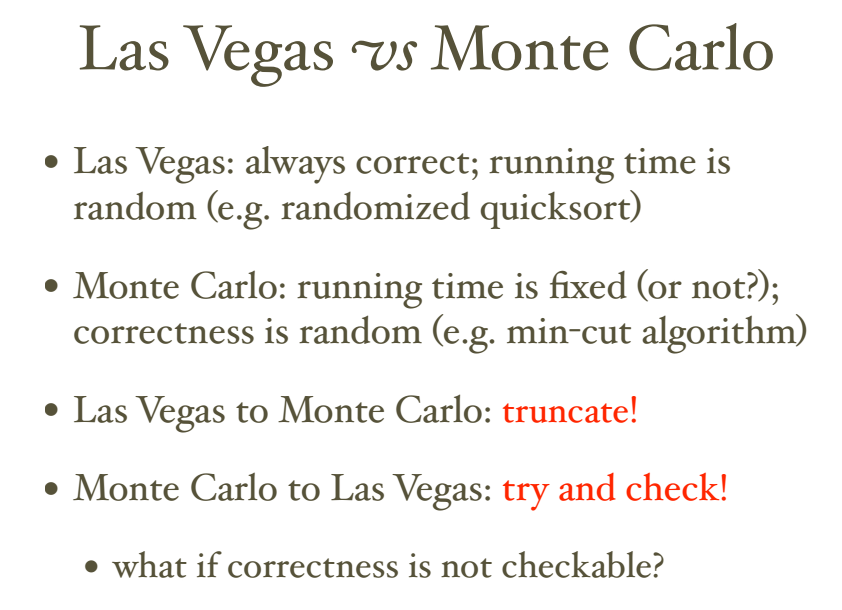 Las Vegas vs Monte Carlo
• Las Vegas: always correct; running time is
random (e.g. randomized quicksort)
• Monte Carlo: running time is fixed (or not?);
correctness is random (e.g. min-cut algorithm)
• Las Vegas to Monte Carlo: truncate!
• Monte Carlo to Las Vegas: try and check!
• what if correctness is not checkable?